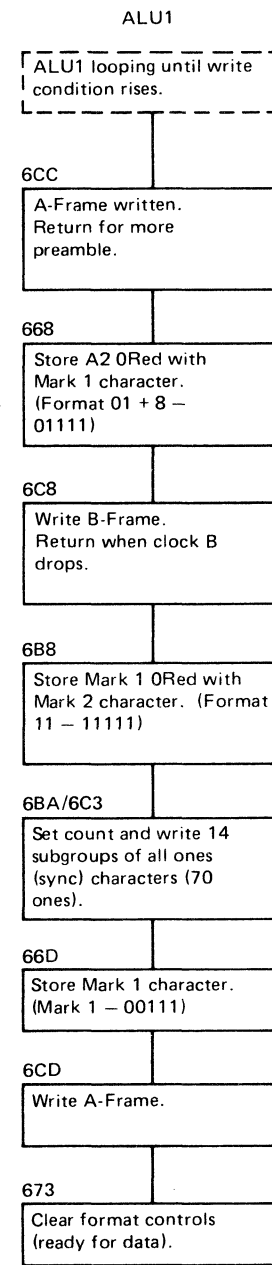 ALU1
ALU1 looping until write
condition rises.
6CC
A-Frame written.
Return for more
preamble.
668
Store A2 0Red with
Mark 1 character.
(Format 01 + 8 —
01111)
6C8
Write B-Frame.
Return when clock B
drops.
6B8
Store Mark 1 0Red with
Mark 2 character. (Format
11 — 11111)
6BA/6C3
Set count and write 14
subgroups of all ones
(sync) characters (70
ones).
66D
Store Mark 1 character.
(Mark 1 — 00111)
6CD
Write A-Frame.
673
Clear format controls
(ready for data).